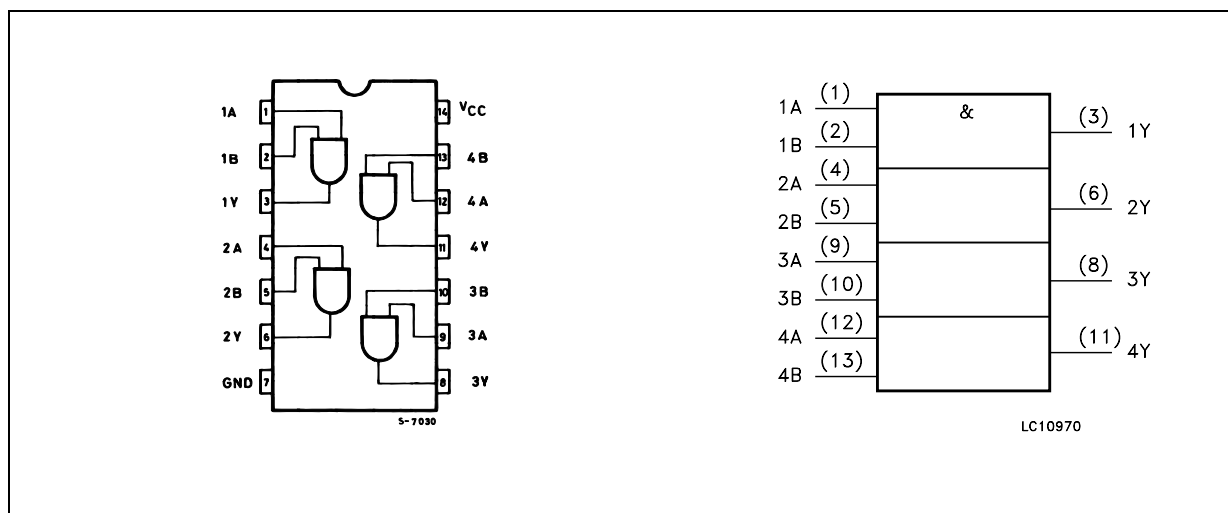 1A 1 14 VCC
1B 2 13 4B
1Y 3 12 4A
2A 4 11 4Y
2B 5 10 3B
2Y 6 9 3A
GND 7 8 3Y
S-7030
1A (1) &
(3) 1Y
1B (2)
2A (4)
(6) 2Y
2B (5)
3A (9)
(8) 3Y
3B (10)
4A (12)
(11) 4Y
4B (13)
LC10970